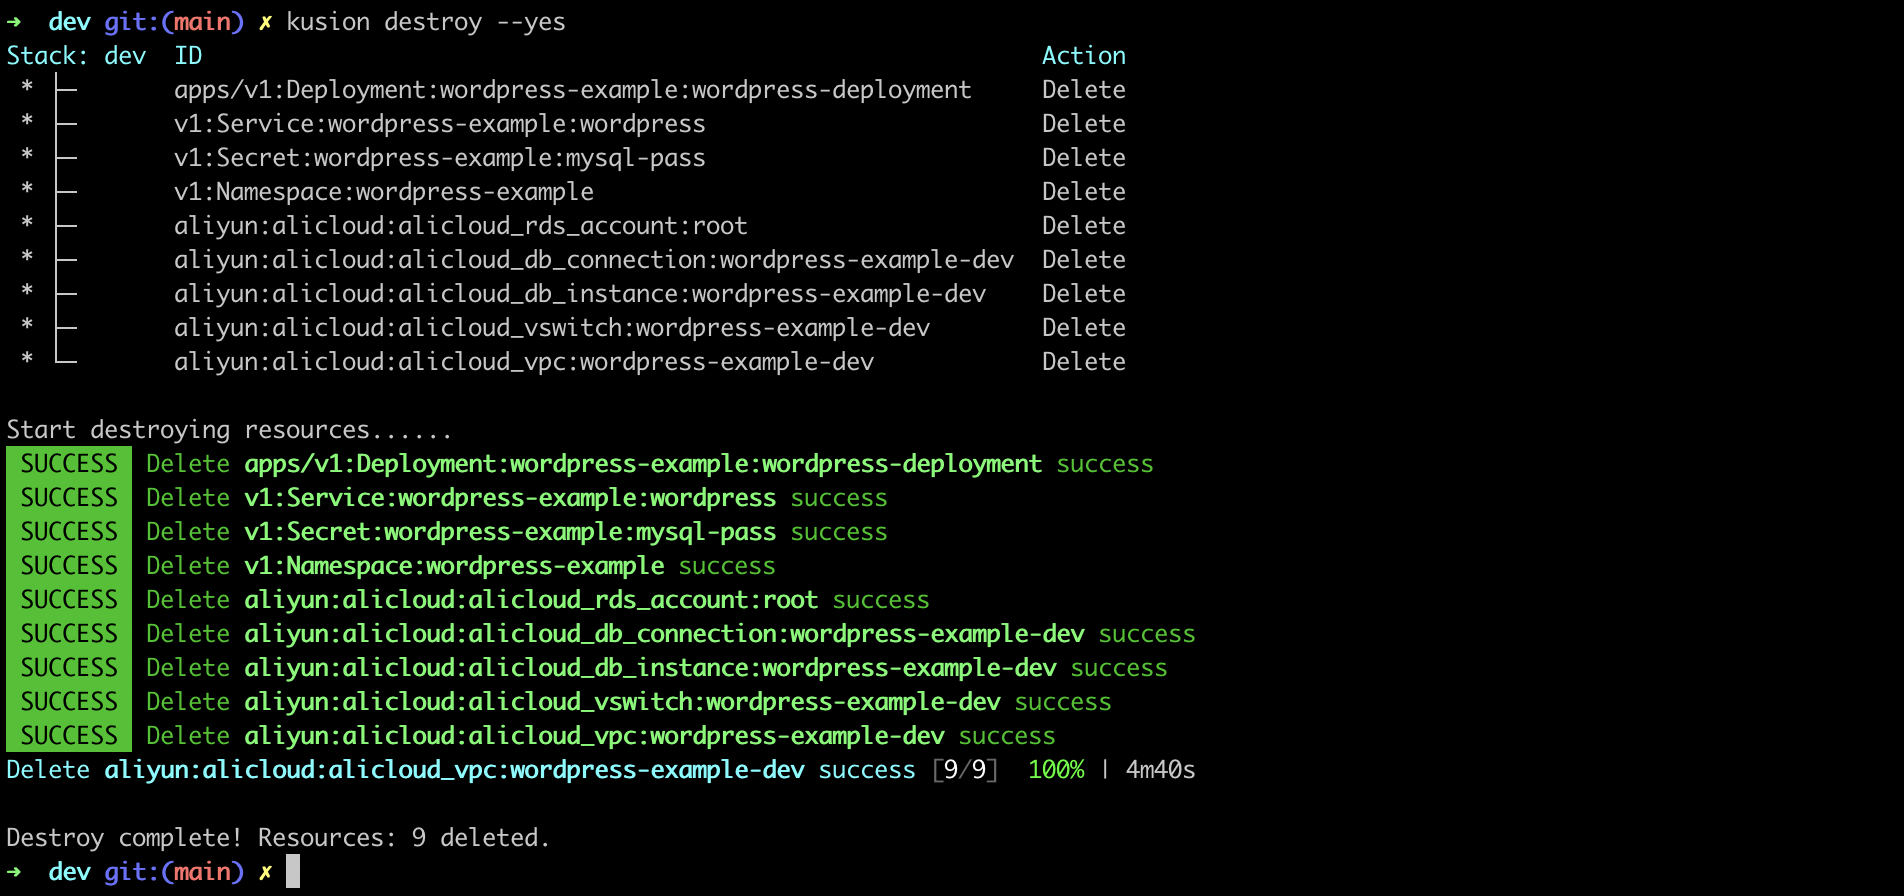 ➜  dev git:(main) ✗ kusion destroy --yes
Stack: dev  ID                                                            Action
 * ├─       apps/v1:Deployment:wordpress-example:wordpress-deployment     Delete
 * ├─       v1:Service:wordpress-example:wordpress                        Delete
 * ├─       v1:Secret:wordpress-example:mysql-pass                        Delete
 * ├─       v1:Namespace:wordpress-example                                Delete
 * ├─       aliyun:alicloud:alicloud_rds_account:root                     Delete
 * ├─       aliyun:alicloud:alicloud_db_connection:wordpress-example-dev  Delete
 * ├─       aliyun:alicloud:alicloud_db_instance:wordpress-example-dev    Delete
 * ├─       aliyun:alicloud:alicloud_vswitch:wordpress-example-dev        Delete
 * └─       aliyun:alicloud:alicloud_vpc:wordpress-example-dev            Delete
Start destroying resources......
SUCCESS  Delete apps/v1:Deployment:wordpress-example:wordpress-deployment success
SUCCESS  Delete v1:Service:wordpress-example:wordpress success
SUCCESS  Delete v1:Secret:wordpress-example:mysql-pass success
SUCCESS  Delete v1:Namespace:wordpress-example success
SUCCESS  Delete aliyun:alicloud:alicloud_rds_account:root success
SUCCESS  Delete aliyun:alicloud:alicloud_db_connection:wordpress-example-dev success
SUCCESS  Delete aliyun:alicloud:alicloud_db_instance:wordpress-example-dev success
SUCCESS  Delete aliyun:alicloud:alicloud_vswitch:wordpress-example-dev success
SUCCESS  Delete aliyun:alicloud:alicloud_vpc:wordpress-example-dev success
Delete aliyun:alicloud:alicloud_vpc:wordpress-example-dev success [9/9]  100% | 4m40s
Destroy complete! Resources: 9 deleted.
➜  dev git:(main) ✗